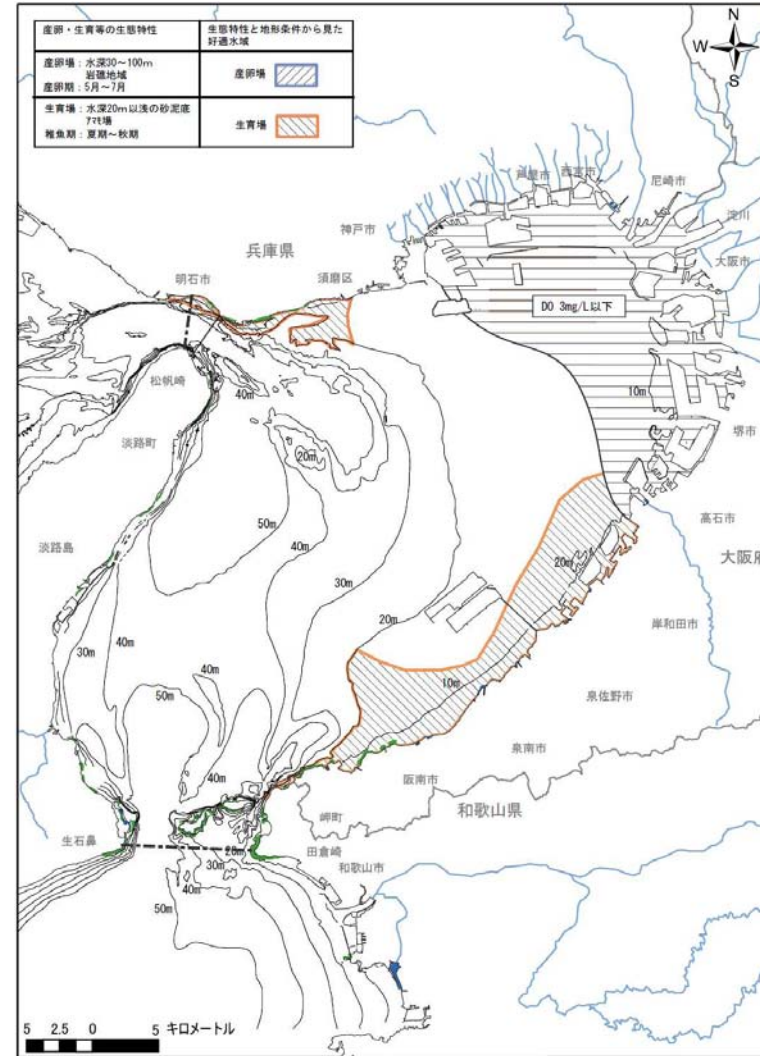 産卵・生育等の生態特性
生態特性と地形条件から見た
好適水域
産卵場：水深30～100m
岩礁地域
産卵期：5月～7月
産卵場
生育場：水深20m以浅の砂泥底
アマモ場
稚魚期：夏期～秋期
生育場
N
W
S
芦屋市
西宮市
尼崎市
神戸市
淀川
兵庫県
大阪市
明石市
須磨区
DO 3mg/L以下
10m
松帆崎
40m
堺市
淡路町
20m
高石市
50m
淡路島
40m
20m
大阪府
30m
20m
岸和田市
30m
40m
40m
10m
泉佐野市
50m
泉南市
40m
阪南市
和歌山県
岬町
生石鼻
20m
田倉崎
30m
和歌山市
40m
50m
5 2.5 0 5 キロメートル